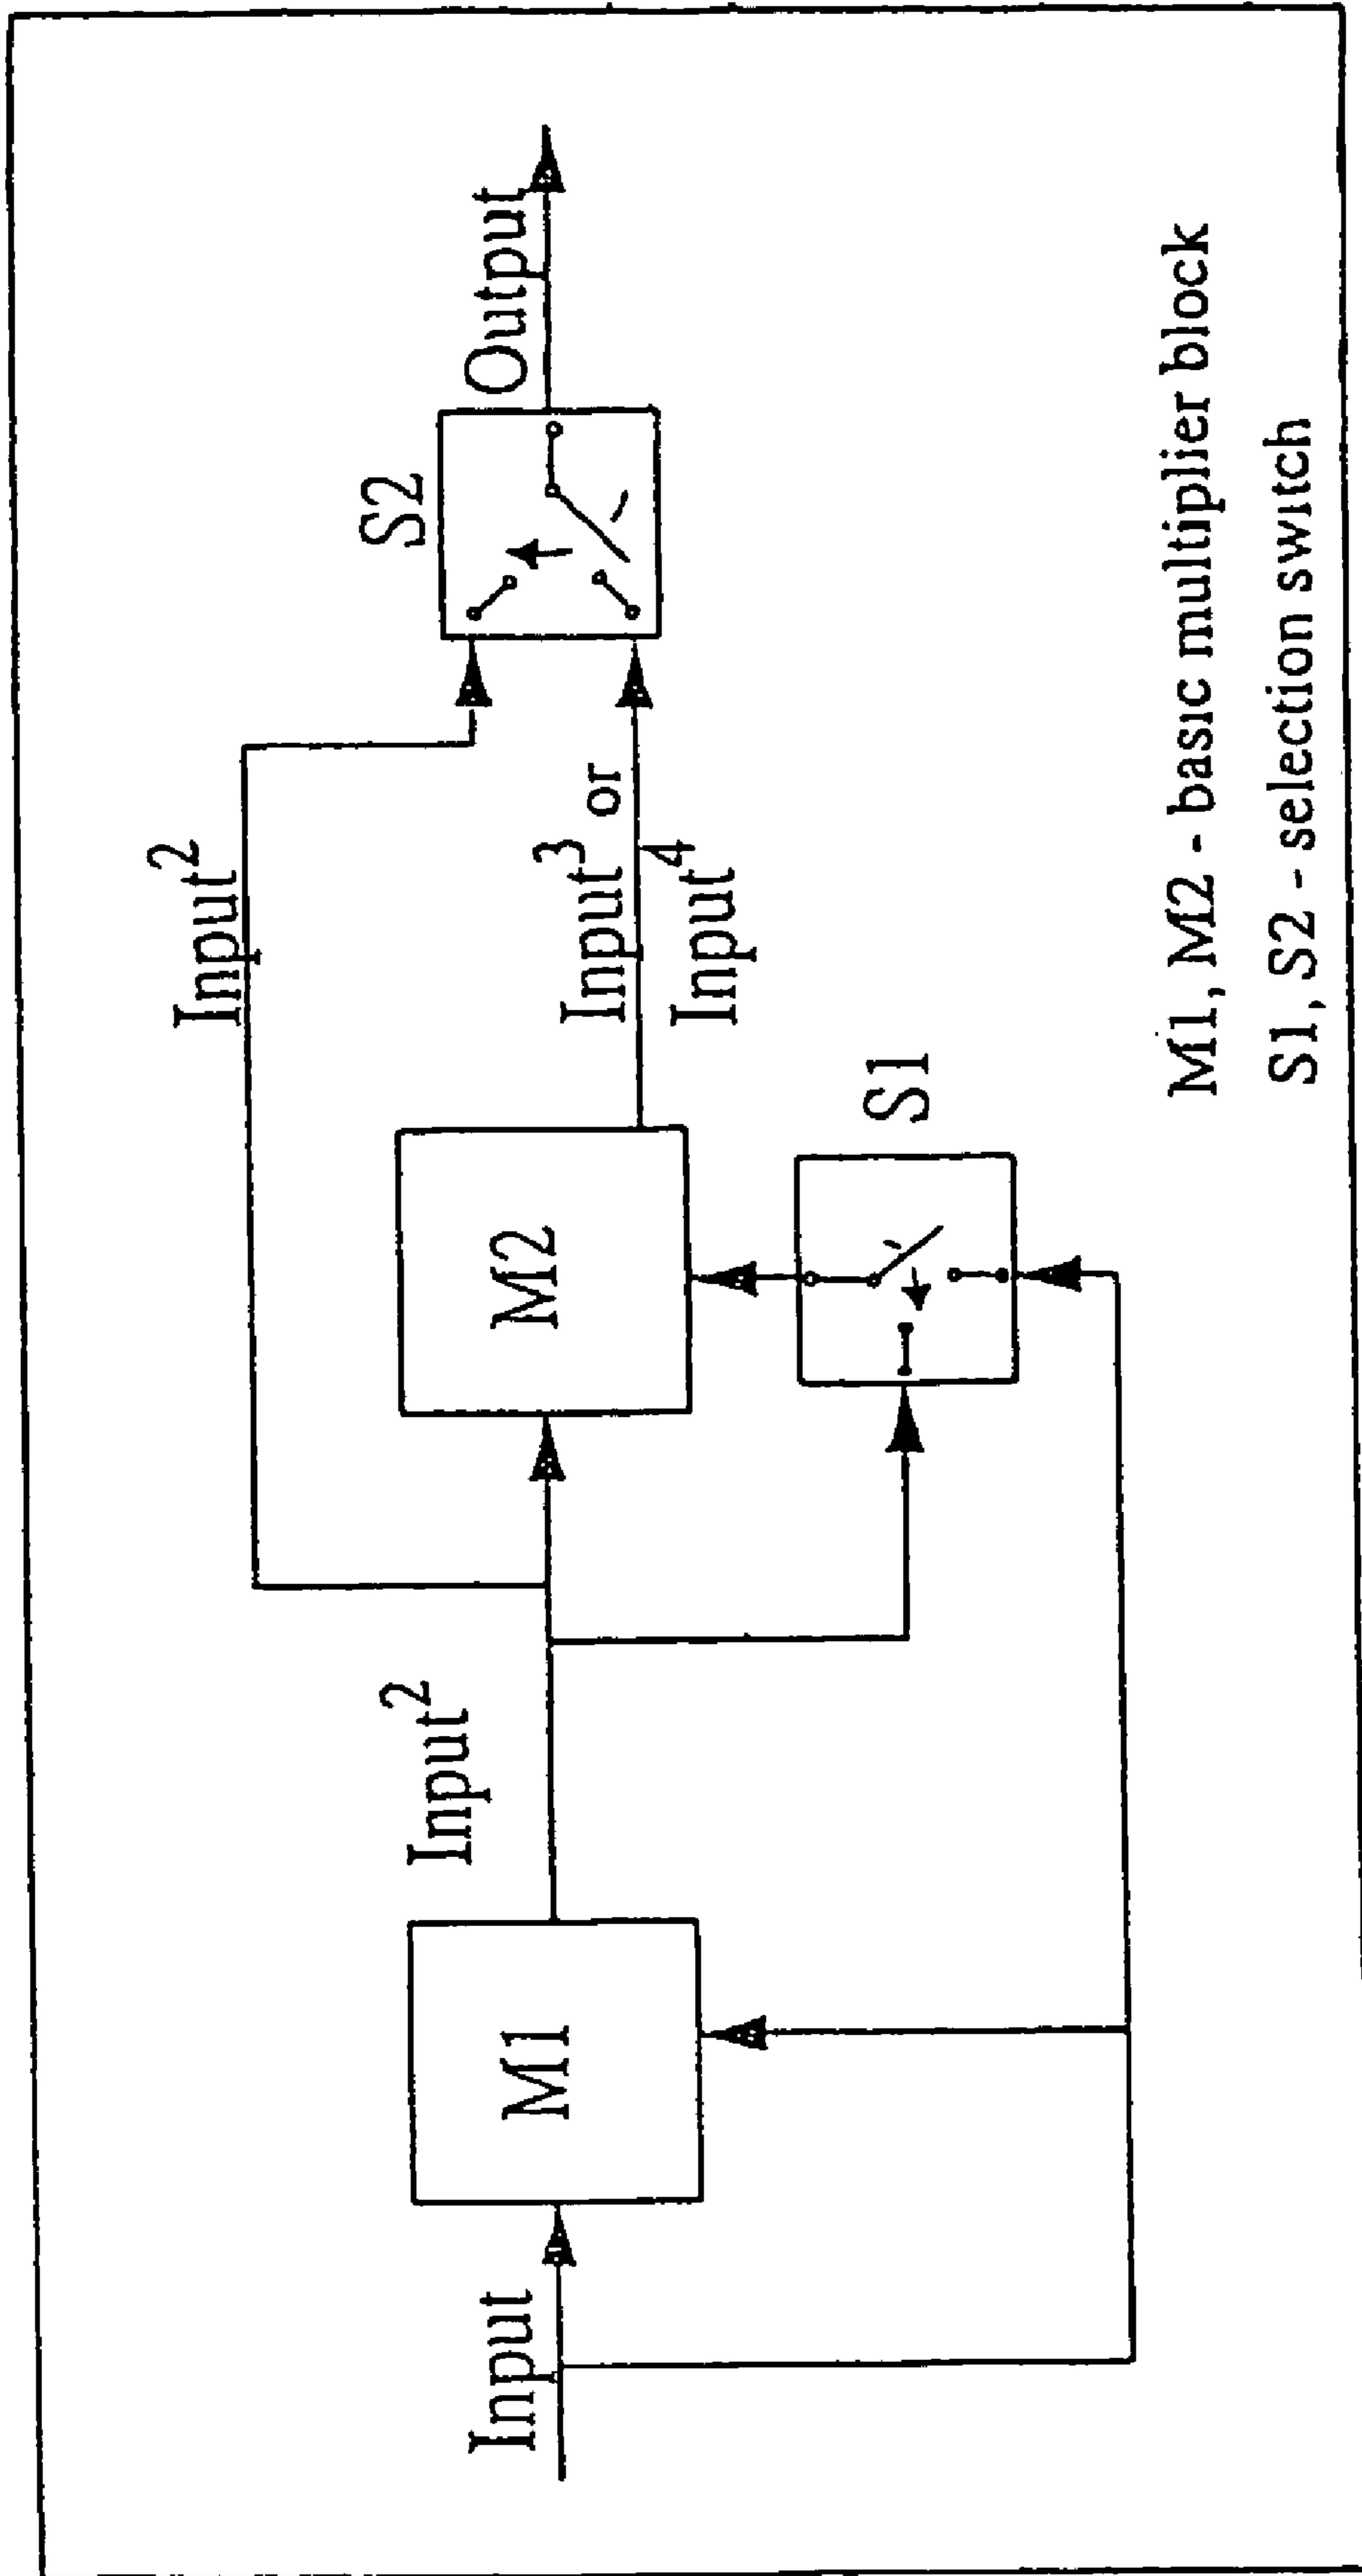 Input
M1
Input²
M2
S1
Input²
Input³ or
Input⁴
S2
Output
M1, M2 - basic multiplier block
S1, S2 - selection switch